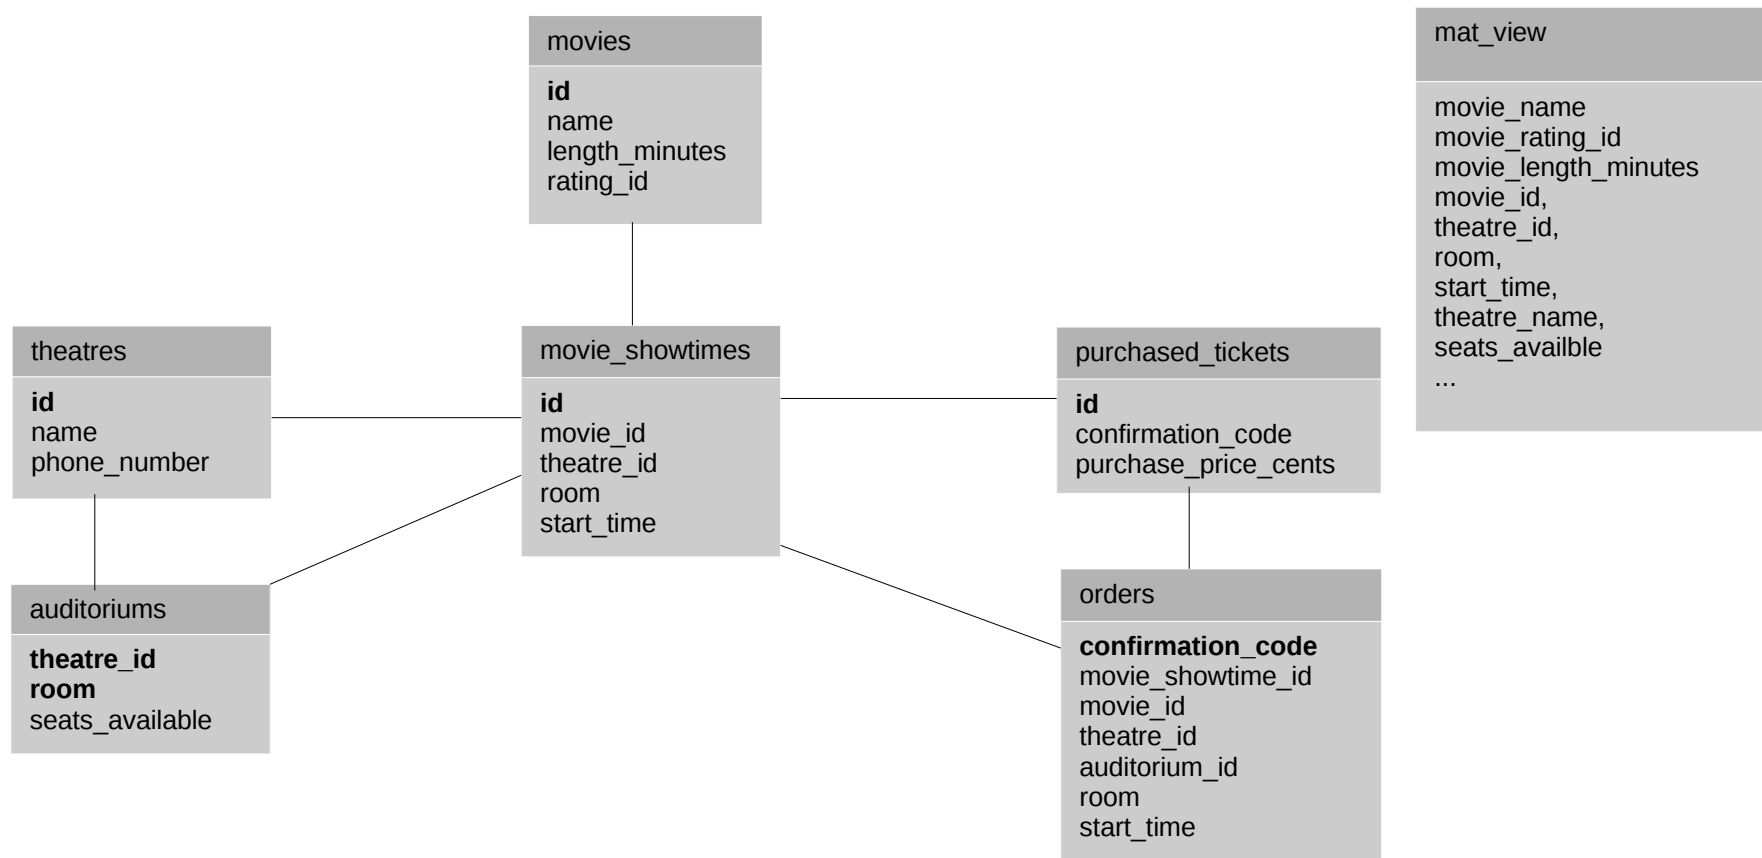 movies
id
name
length_minutes
rating_id
mat_view
movie_name
movie_rating_id
movie_length_minutes
movie_id,
theatre_id,
room,
start_time,
theatre_name,
seats_availble
...
theatres
id
name
phone_number
movie_showtimes
id
movie_id
theatre_id
room
start_time
purchased_tickets
id
confirmation_code
purchase_price_cents
auditoriums
theatre_id
room
seats_available
orders
confirmation_code
movie_showtime_id
movie_id
theatre_id
auditorium_id
room
start_time